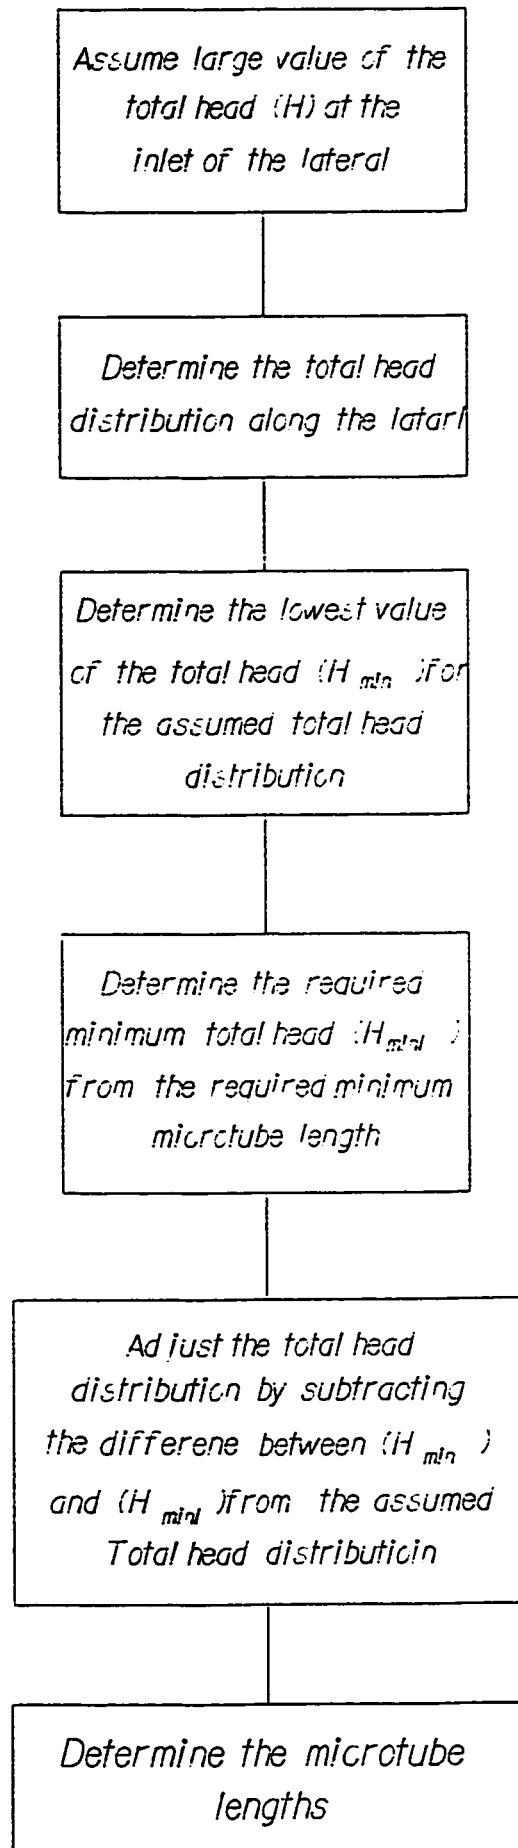 Assume large value of the
total head (H) at the
inlet of the lateral
Determine the total head
distribution along the latarl
Determine the lowest value
of the total head (H min ) for
the assumed total head
distribution
Determine the required
minimum total head (H min1 )
from the required minimum
microtube length
Adjust the total head
distribution by subtracting
the differene between (H min )
and (H min1 ) from the assumed
Total head distributicin
Determine the microtube
lengths